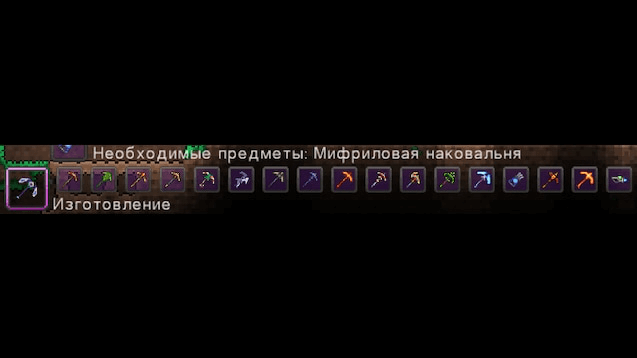 Необходимые предметы: Мифриловая наковальня
Изготовление